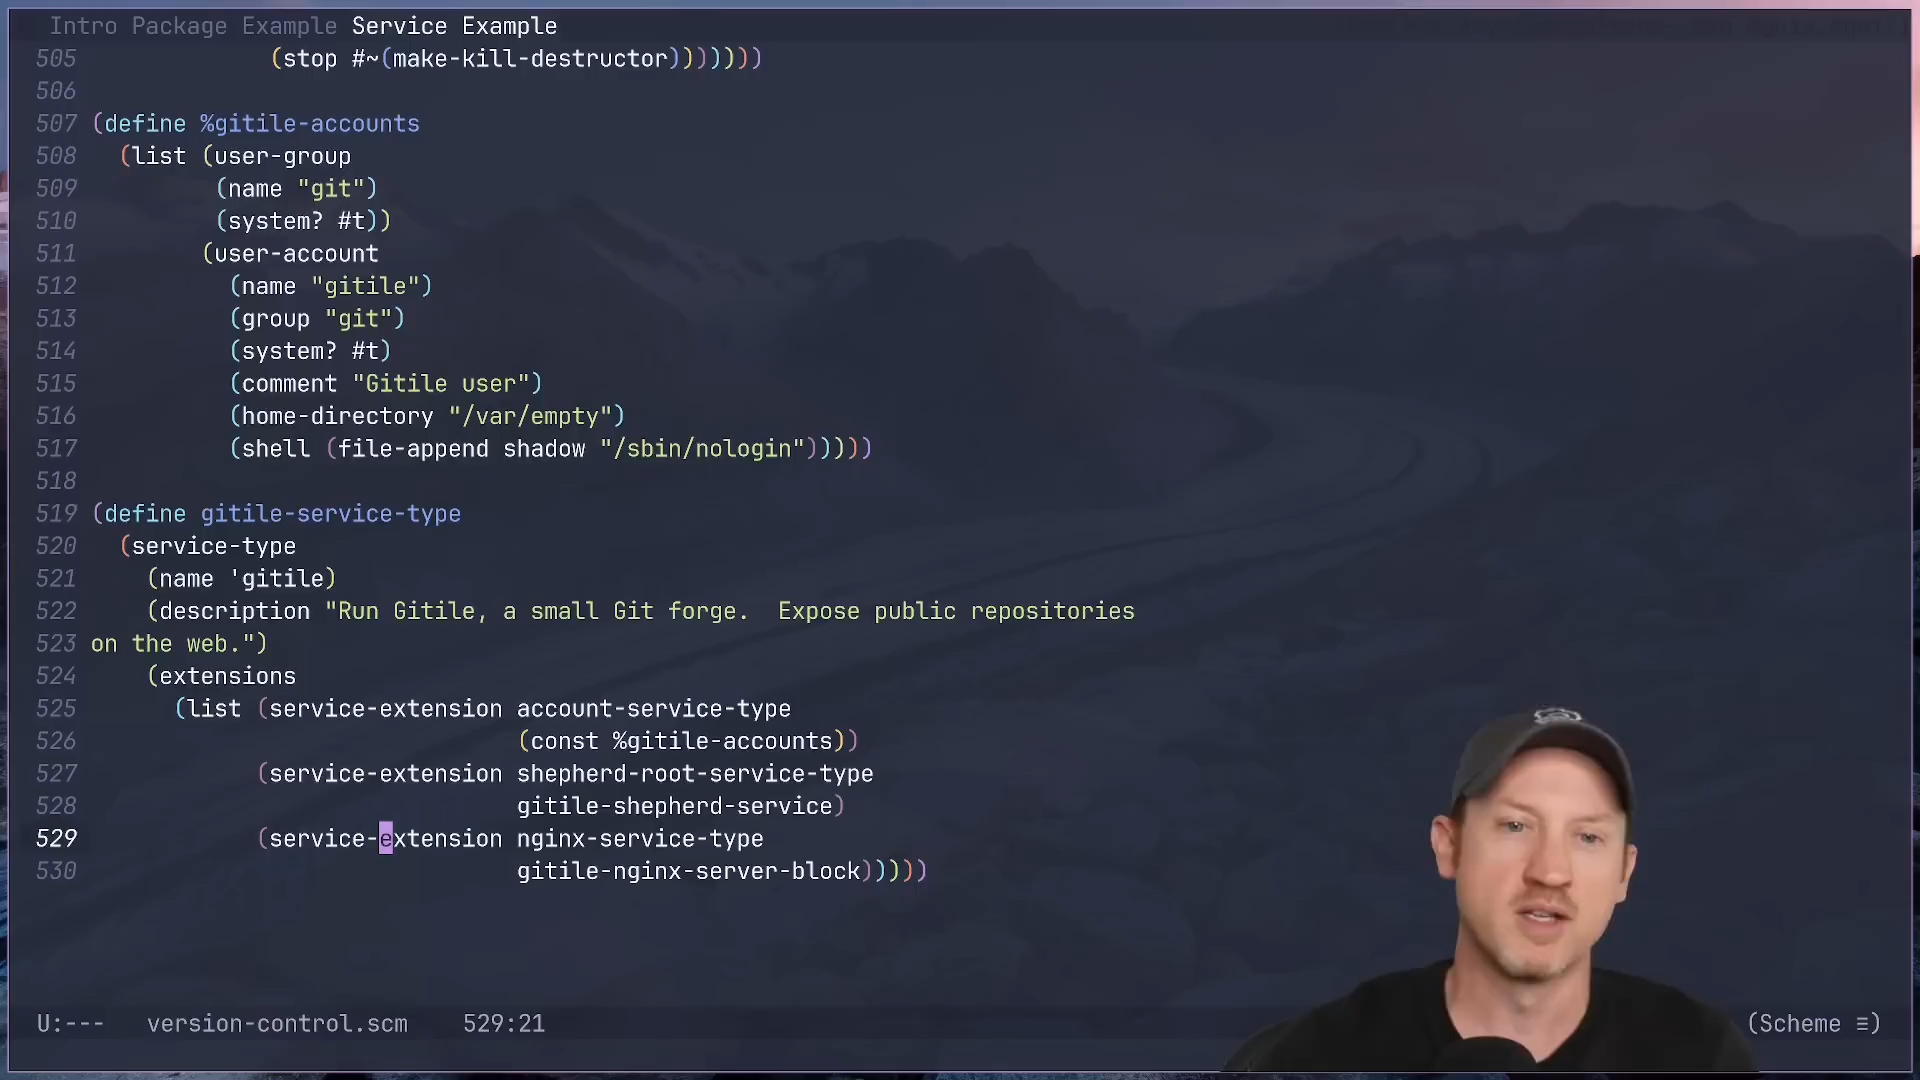 Intro Package Example Service Example
505 (stop #~(make-kill-destructor)))))))
506
507 (define %gitile-accounts
508 (list (user-group
509 (name "git")
510 (system? #t))
511 (user-account
512 (name "gitile")
513 (group "git")
514 (system? #t)
515 (comment "Gitile user")
516 (home-directory "/var/empty")
517 (shell (file-append shadow "/sbin/nologin")))))
518
519 (define gitile-service-type
520 (service-type
521 (name 'gitile)
522 (description "Run Gitile, a small Git forge.  Expose public repositories
523 on the web.")
524 (extensions
525 (list (service-extension account-service-type
526 (const %gitile-accounts))
527 (service-extension shepherd-root-service-type
528 gitile-shepherd-service)
529 (service-extension nginx-service-type
530 gitile-nginx-server-block)))))
U:--- version-control.scm 529:21 (Scheme ≡)